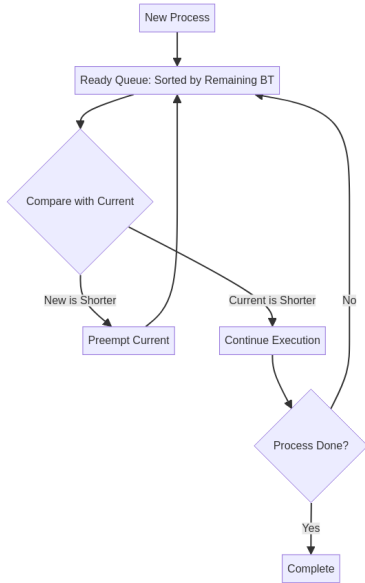 New Process
Ready Queue: Sorted by Remaining BT
Compare with Current
New is Shorter
Current is Shorter
No
Preempt Current
Continue Execution
Process Done?
Yes
Complete